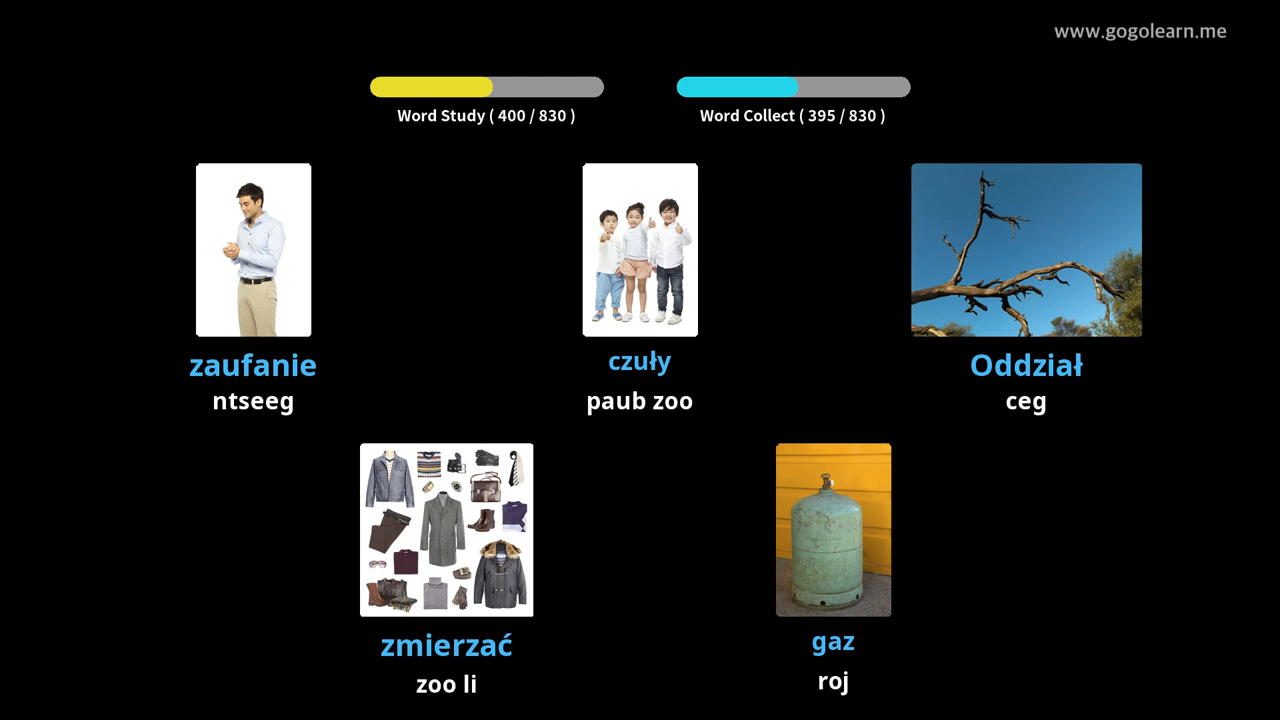 www.gogolearn.me
Word Study ( 400 / 830 )
Word Collect ( 395 / 830 )
zaufanie
ntseeg
czuły
paub zoo
Oddział
ceg
zmierzać
zoo li
gaz
roj